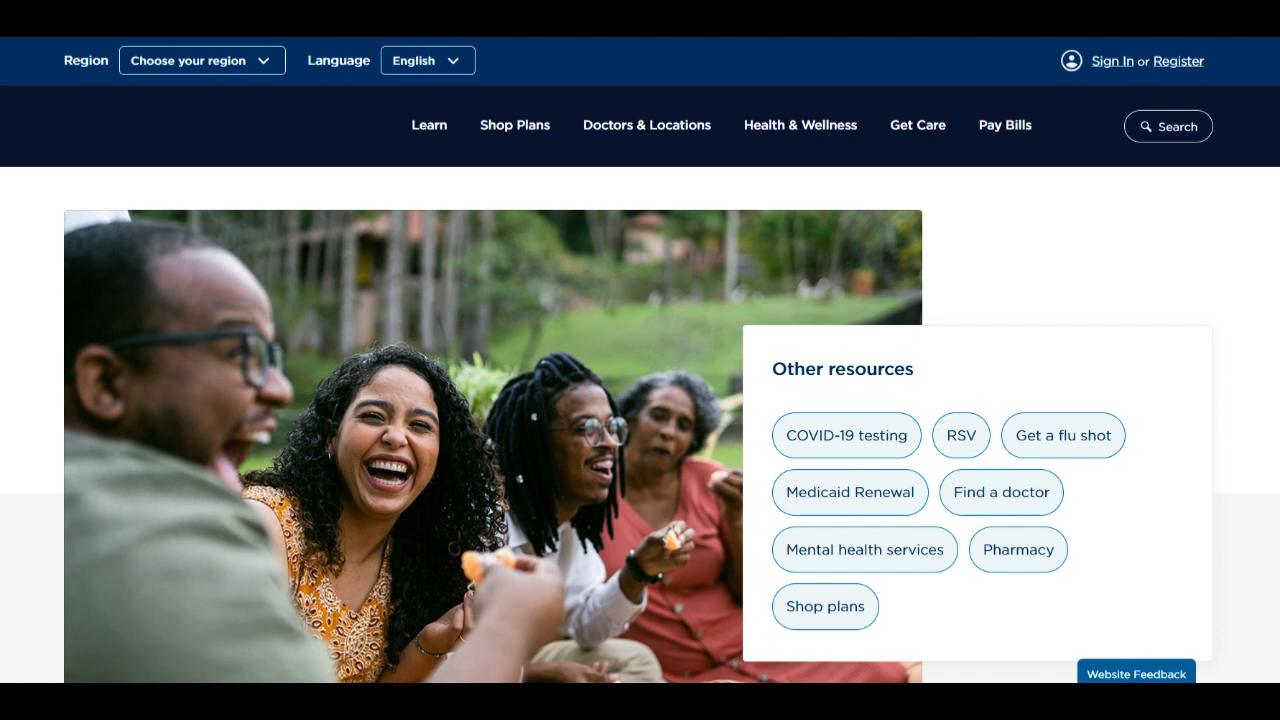 Region Choose your region Language English Sign In or Register
Learn Shop Plans Doctors & Locations Health & Wellness Get Care Pay Bills Search
Other resources
COVID-19 testing RSV Get a flu shot
Medicaid Renewal Find a doctor
Mental health services Pharmacy
Shop plans
Website Feedback